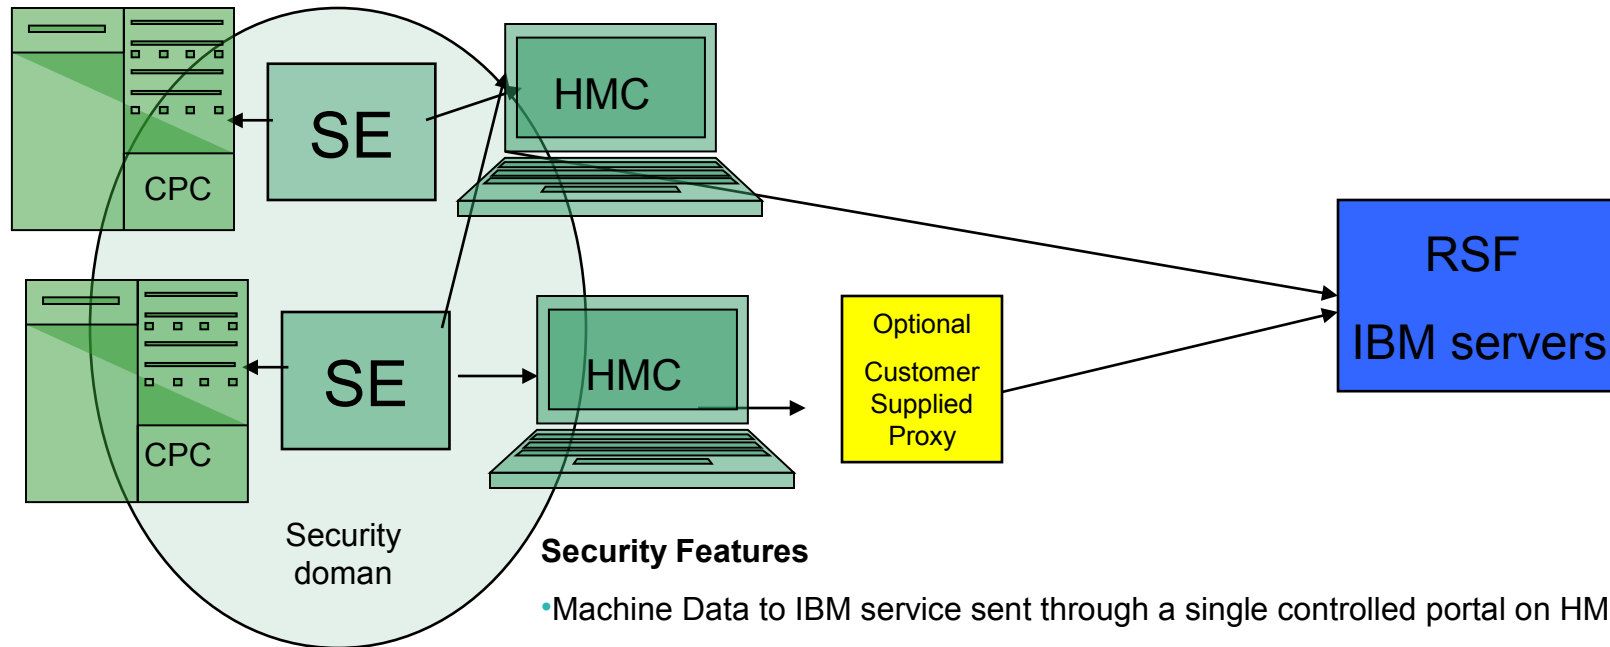 HMC
SE
CPC
RSF
IBM servers
Optional
Customer
Supplied
Proxy
HMC
SE
CPC
Security
doman
Security Features
•Machine Data to IBM service sent through a single controlled portal on HM